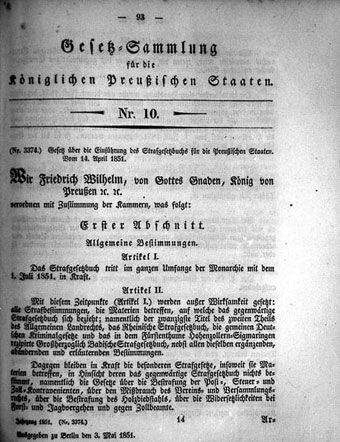 — 93 —
Gesetz-Sammlung
für die
Königlichen Preußischen Staaten.
Nr. 10.
(Nr. 3374.) Gesetz über die Einführung des Strafgesetzbuchs für die Preußischen Staaten.
Vom 14. April 1851.
Wir Friedrich Wilhelm, von Gottes Gnaden, König von
Preußen ꝛc. ꝛc.
verordnen mit Zustimmung der Kammern, was folgt:
Erster Abschnitt.
Allgemeine Bestimmungen.
Artikel I.
Das Strafgesetzbuch tritt im ganzen Umfange der Monarchie mit dem
1. Juli 1851. in Kraft.
Artikel II.
Mit diesem Zeitpunkte (Artikel I.) werden außer Wirksamkeit gesetzt:
alle Strafbestimmungen, die Materien betreffen, auf welche das gegenwärtige
Strafgesetzbuch sich bezieht; namentlich der zwanzigste Titel des zweiten Theils
des Allgemeinen Landrechts, das Rheinische Strafgesetzbuch, die gemeinen Deut-
schen Kriminalgesetze und das in dem Fürstenthume Hohenzollern-Sigmaringen
geltende Großherzoglich Badische Strafgesetzbuch, nebst allen dieselben ergänzenden,
abändernden und erläuternden Bestimmungen.
Dagegen bleiben in Kraft die besonderen Strafgesetze, insoweit sie Mate-
rien betreffen, in Hinsicht deren das gegenwärtige Strafgesetzbuch nichts be-
stimmt, namentlich die Gesetze über die Bestrafung der Post-, Steuer- und
Zoll-Kontravenienten, über den Mißbrauch des Vereins- und Versammlungs-
rechts, über die Bestrafung des Holzdiebstahls, über die Widersetzlichkeiten bei
Forst- und Jagdvergehen und gegen Zollbeamte.
Jahrgang 1851. (Nr. 3374.) 14 Ar-
Ausgegeben zu Berlin den 3. Mai 1851.